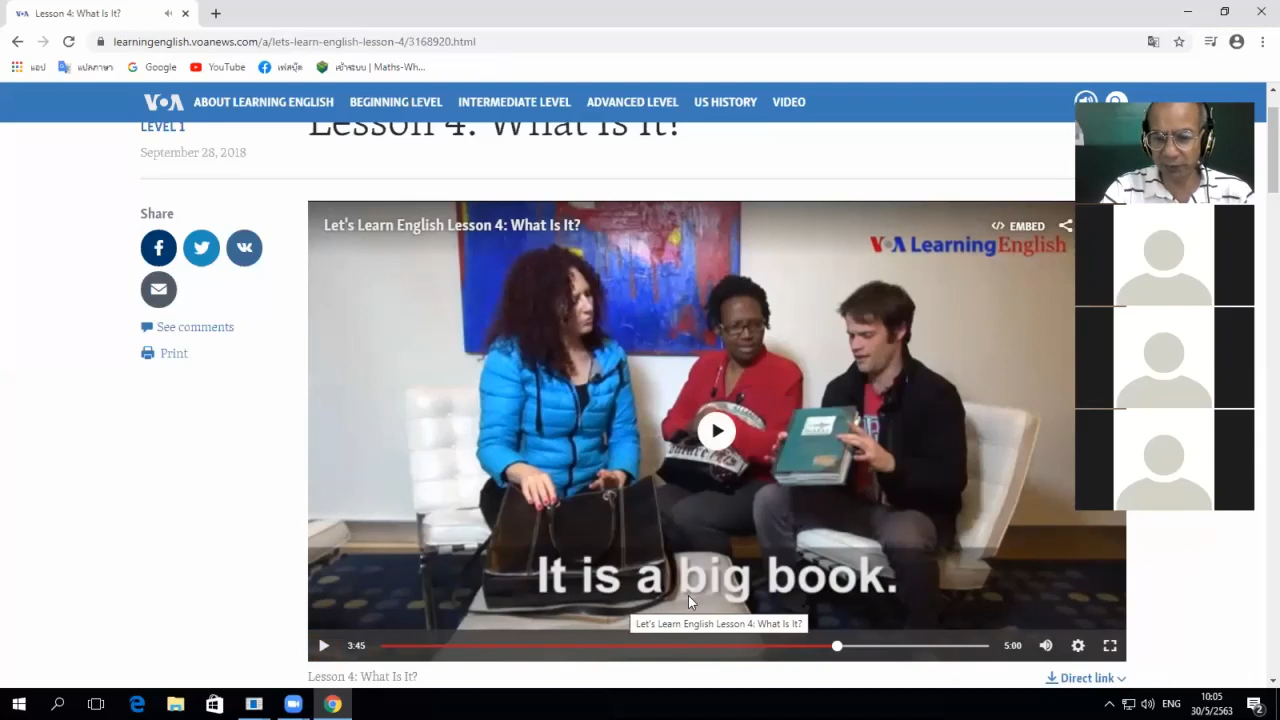 VOA Lesson 4: What Is It?
learningenglish.voanews.com/a/lets-learn-english-lesson-4/3168920.html
แอป แปลภาษา Google YouTube เฟสบุ๊ค เข้าระบบ | Maths-Wh...
VOA ABOUT LEARNING ENGLISH BEGINNING LEVEL INTERMEDIATE LEVEL ADVANCED LEVEL US HISTORY VIDEO
LEVEL 1
Lesson 4: What Is It?
September 28, 2018
Share
See comments
Print
Let's Learn English Lesson 4: What Is It?
</> EMBED
VOA Learning English
It is a big book.
Let's Learn English Lesson 4: What Is It?
3:45
5:00
Lesson 4: What Is It?
Direct link
ENG
10:05
30/5/2563
2